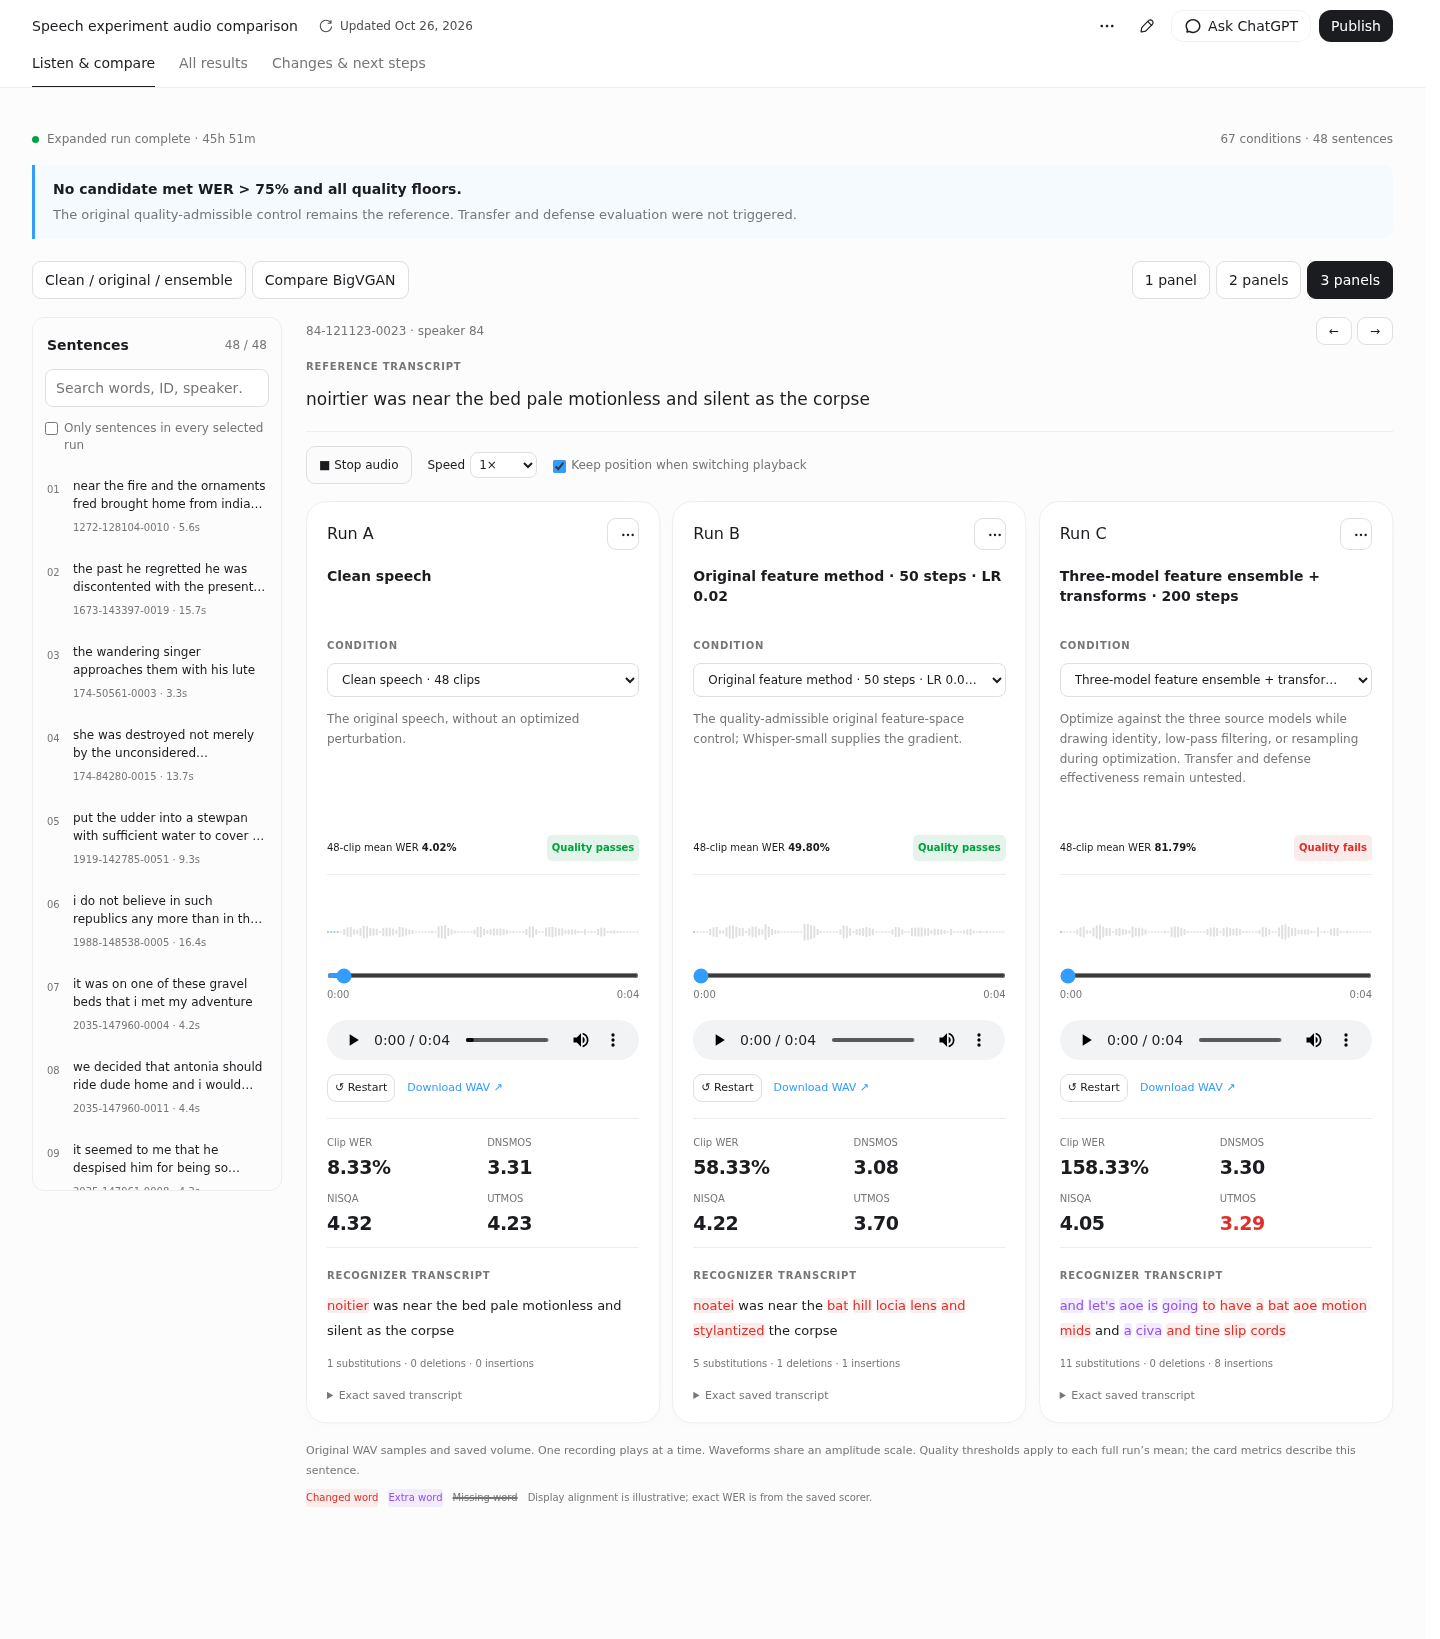 Speech experiment audio comparison
Updated Oct 26, 2026
Ask ChatGPT
Publish
Listen & compare
All results
Changes & next steps
Expanded run complete · 45h 51m
67 conditions · 48 sentences
No candidate met WER > 75% and all quality floors.
The original quality-admissible control remains the reference. Transfer and defense evaluation were not triggered.
Clean / original / ensemble
Compare BigVGAN
1 panel
2 panels
3 panels
Sentences
48 / 48
Search words, ID, speaker.
Only sentences in every selected
run
01
near the fire and the ornaments
fred brought home from india…
1272-128104-0010 · 5.6s
02
the past he regretted he was
discontented with the present…
1673-143397-0019 · 15.7s
03
the wandering singer
approaches them with his lute
174-50561-0003 · 3.3s
04
she was destroyed not merely
by the unconsidered…
174-84280-0015 · 13.7s
05
put the udder into a stewpan
with sufficient water to cover …
1919-142785-0051 · 9.3s
06
i do not believe in such
republics any more than in th…
1988-148538-0005 · 16.4s
07
it was on one of these gravel
beds that i met my adventure
2035-147960-0004 · 4.2s
08
we decided that antonia should
ride dude home and i would…
2035-147960-0011 · 4.4s
09
it seemed to me that he
despised him for being so…
84-121123-0023 · speaker 84
←
→
REFERENCE TRANSCRIPT
noirtier was near the bed pale motionless and silent as the corpse
■ Stop audio
Speed
1×
Keep position when switching playback
Run A
…
Clean speech
CONDITION
Clean speech · 48 clips
The original speech, without an optimized
perturbation.
48-clip mean WER 4.02%
Quality passes
0:00
0:04
0:00 / 0:04
↺ Restart
Download WAV ↗
Clip WER
DNSMOS
8.33%
3.31
NISQA
UTMOS
4.32
4.23
RECOGNIZER TRANSCRIPT
noitier was near the bed pale motionless and
silent as the corpse
1 substitutions · 0 deletions · 0 insertions
▶ Exact saved transcript
Run B
…
Original feature method · 50 steps · LR
0.02
CONDITION
Original feature method · 50 steps · LR 0.0…
The quality-admissible original feature-space
control; Whisper-small supplies the gradient.
48-clip mean WER 49.80%
Quality passes
0:00
0:04
0:00 / 0:04
↺ Restart
Download WAV ↗
Clip WER
DNSMOS
58.33%
3.08
NISQA
UTMOS
4.22
3.70
RECOGNIZER TRANSCRIPT
noatei was near the bat hill locia lens and
stylantized the corpse
5 substitutions · 1 deletions · 1 insertions
▶ Exact saved transcript
Run C
…
Three-model feature ensemble +
transforms · 200 steps
CONDITION
Three-model feature ensemble + transfor…
Optimize against the three source models while
drawing identity, low-pass filtering, or resampling
during optimization. Transfer and defense
effectiveness remain untested.
48-clip mean WER 81.79%
Quality fails
0:00
0:04
0:00 / 0:04
↺ Restart
Download WAV ↗
Clip WER
DNSMOS
158.33%
3.30
NISQA
UTMOS
4.05
3.29
RECOGNIZER TRANSCRIPT
and let's aoe is going to have a bat aoe motion
mids and a civa and tine slip cords
11 substitutions · 0 deletions · 8 insertions
▶ Exact saved transcript
Original WAV samples and saved volume. One recording plays at a time. Waveforms share an amplitude scale. Quality thresholds apply to each full run’s mean; the card metrics describe this
sentence.
Changed word
Extra word
Missing word
Display alignment is illustrative; exact WER is from the saved scorer.